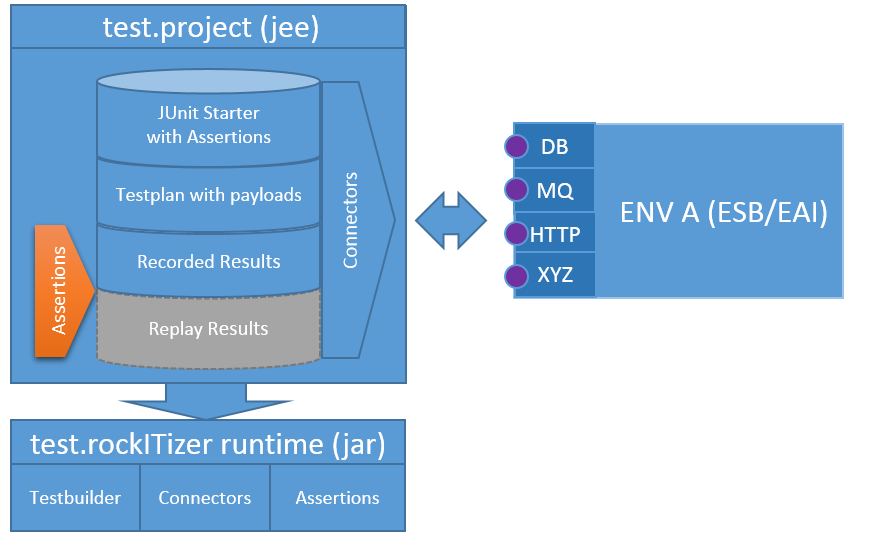 test.project (jee)
JUnit Starter
with Assertions
Testplan with payloads
Recorded Results
Replay Results
Assertions
Connectors
DB
MQ
HTTP
XYZ
ENV A (ESB/EAI)
test.rockITizer runtime (jar)
Testbuilder
Connectors
Assertions